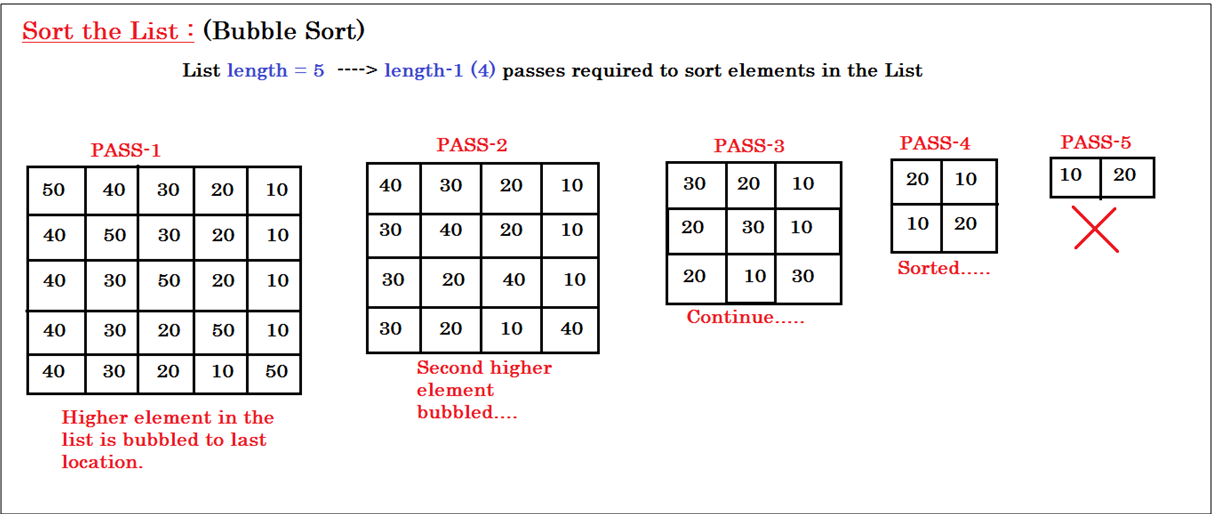 Sort the List : (Bubble Sort)
List length = 5 ----> length-1 (4) passes required to sort elements in the List
PASS-1
50 40 30 20 10
40 50 30 20 10
40 30 50 20 10
40 30 20 50 10
40 30 20 10 50
Higher element in the
list is bubbled to last
location.
PASS-2
40 30 20 10
30 40 20 10
30 20 40 10
30 20 10 40
Second higher
element
bubbled....
PASS-3
30 20 10
20 30 10
20 10 30
Continue.....
PASS-4
20 10
10 20
Sorted.....
PASS-5
10 20